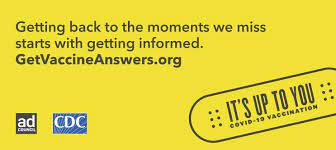 Getting back to the moments we miss
starts with getting informed.
GetVaccineAnswers.org
IT'S UP TO YOU
COVID-19 VACCINATION
ad
COUNCIL
CDC